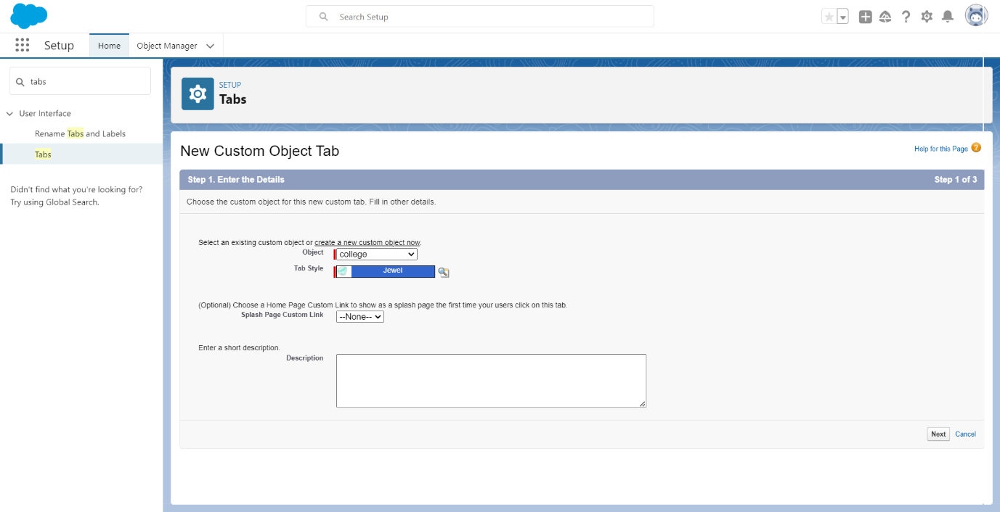 Search Setup
Setup
Home
Object Manager
tabs
User Interface
Rename Tabs and Labels
Tabs
Didn't find what you're looking for?
Try using Global Search.
SETUP
Tabs
New Custom Object Tab
Help for this Page ?
Step 1. Enter the Details
Step 1 of 3
Choose the custom object for this new custom tab. Fill in other details.
Select an existing custom object or create a new custom object now.
Object
college
Tab Style
Jewel
(Optional) Choose a Home Page Custom Link to show as a splash page the first time your users click on this tab.
Splash Page Custom Link
--None--
Enter a short description.
Description
Next
Cancel